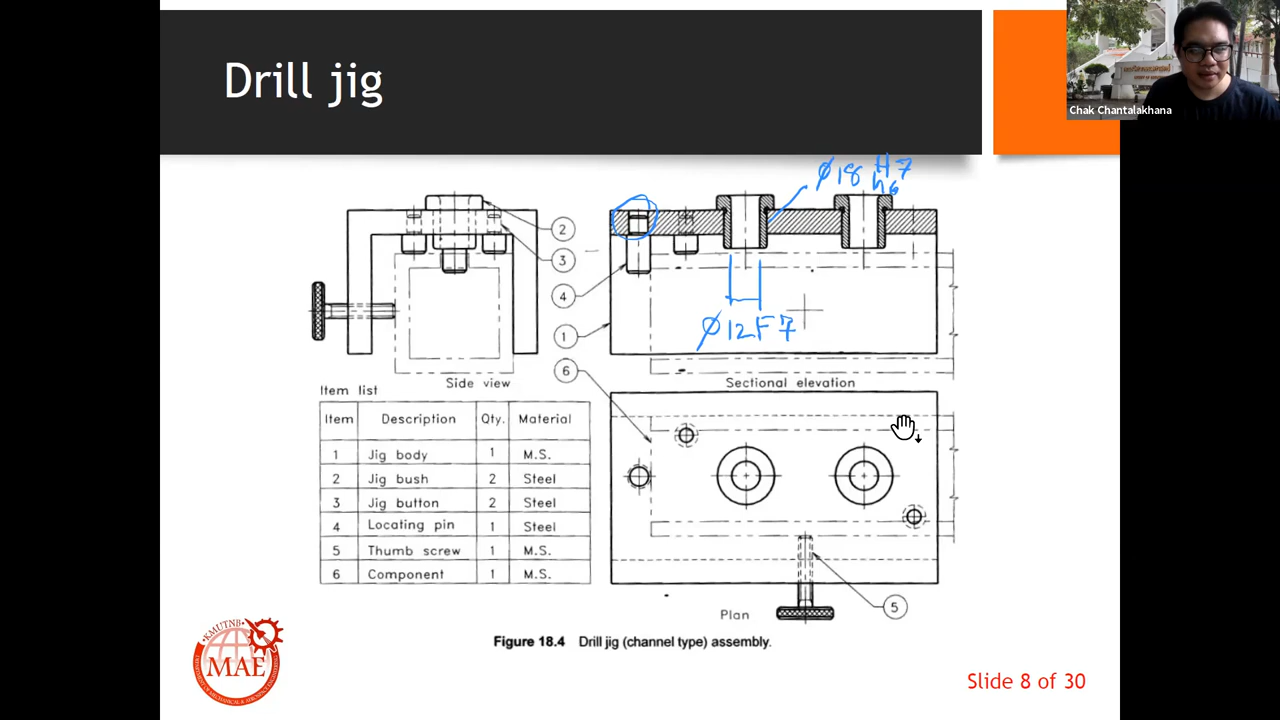 Drill jig
Chak Chantalakhana
Ø18 H7
h6
2
3
4
1
6
Ø12F7
Side view
Sectional elevation
Item list
Item Description Qty. Material
1 Jig body 1 M.S.
2 Jig bush 2 Steel
3 Jig button 2 Steel
4 Locating pin 1 Steel
5 Thumb screw 1 M.S.
6 Component 1 M.S.
5
Plan
Figure 18.4 Drill jig (channel type) assembly.
KMUTNB
MAE
Slide 8 of 30